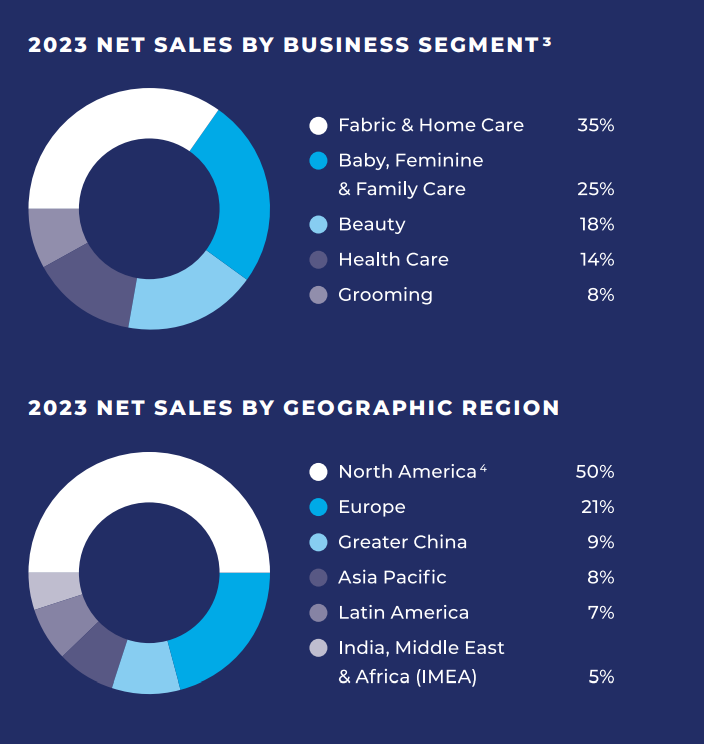 2023 NET SALES BY BUSINESS SEGMENT³
Fabric & Home Care 35%
Baby, Feminine
& Family Care 25%
Beauty 18%
Health Care 14%
Grooming 8%
2023 NET SALES BY GEOGRAPHIC REGION
North America⁴ 50%
Europe 21%
Greater China 9%
Asia Pacific 8%
Latin America 7%
India, Middle East
& Africa (IMEA) 5%